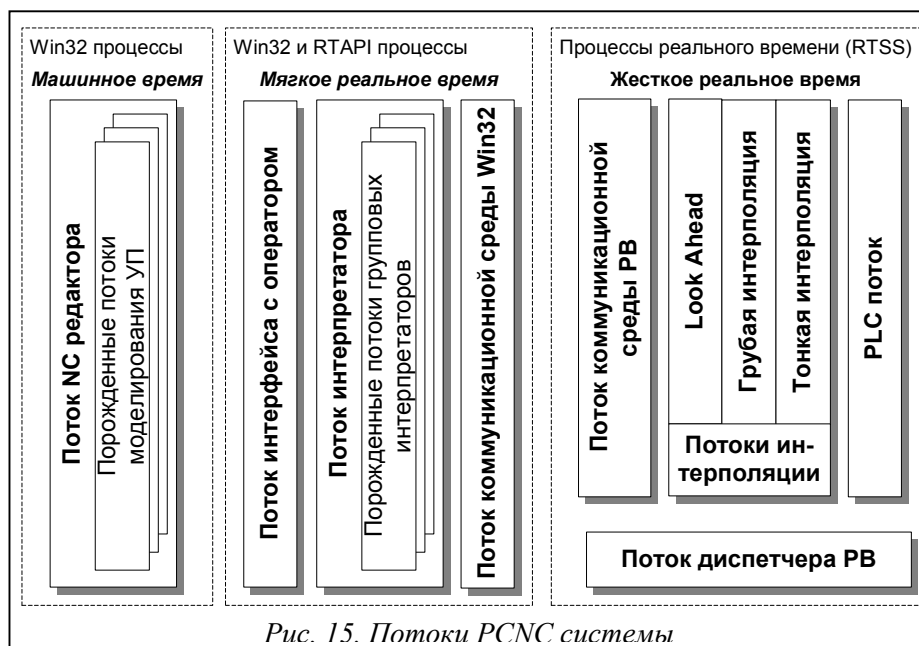 Win32 процессы
Машинное время
Поток NC редактора
Порожденные потоки
моделирования УП
Win32 и RTAPI процессы
Мягкое реальное время
Поток интерфейса с оператором
Поток интерпретатора
Порожденные потоки групповых
интерпретаторов
Поток коммуникационной среды Win32
Процессы реального времени (RTSS)
Жесткое реальное время
Поток коммуникационной
среды РВ
Look Ahead
Грубая интерполяция
Тонкая интерполяция
Потоки ин-
терполяции
PLC поток
Поток диспетчера РВ
Рис. 15. Потоки PCNC системы